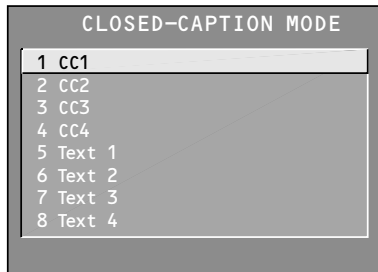 CLOSED-CAPTION MODE
1 CC1
2 CC2
3 CC3
4 CC4
5 Text 1
6 Text 2
7 Text 3
8 Text 4